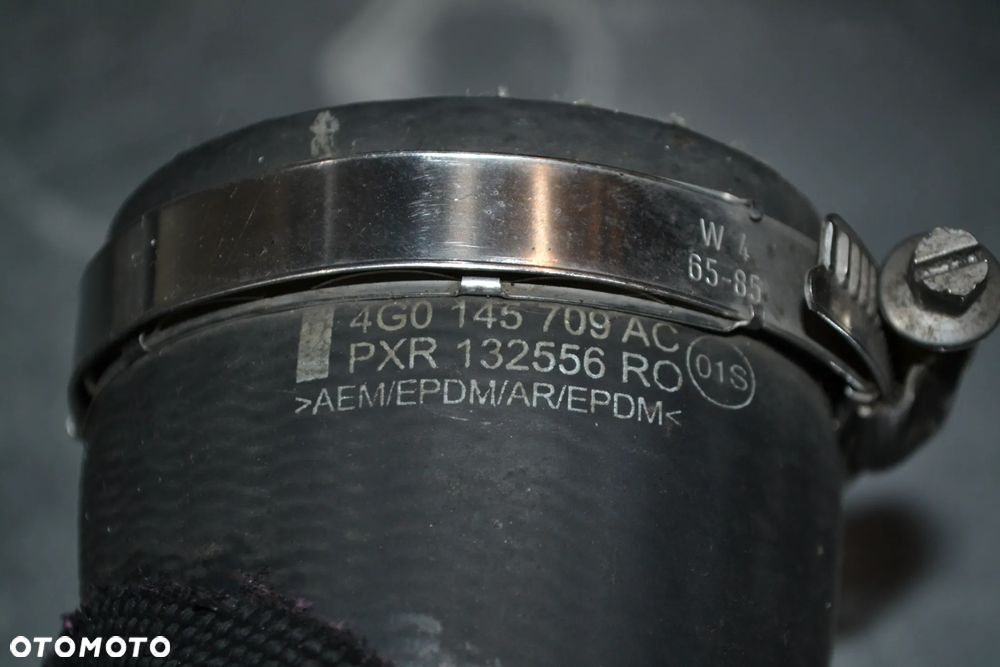 W 4
65-85
4G0 145 709 AC
PXR 132556 RO
01S
>AEM/EPDM/AR/EPDM<
OTOMOTO